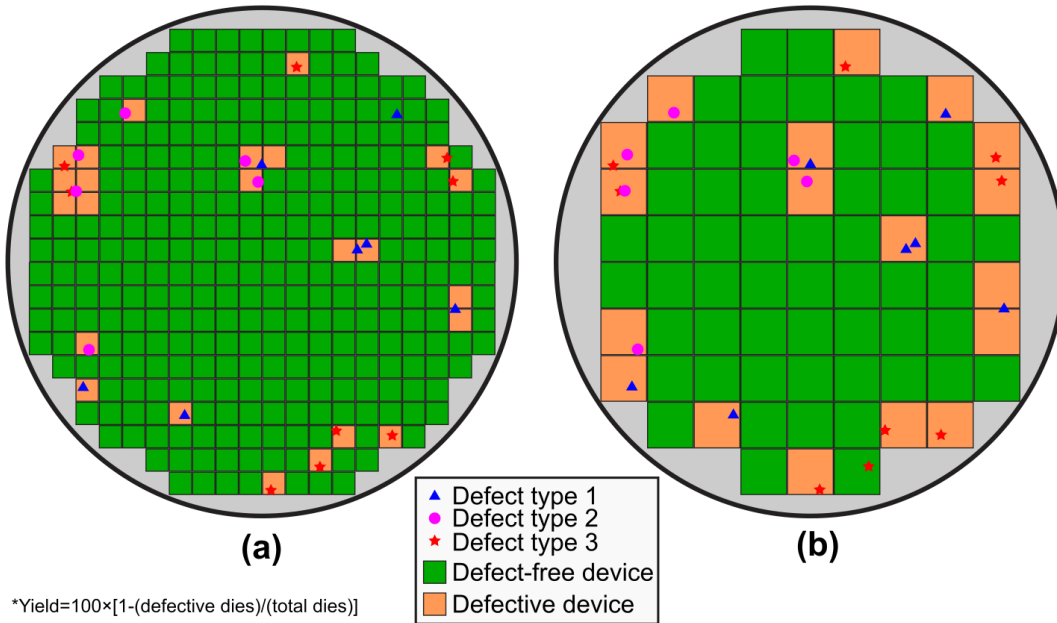 (a)
(b)
Defect type 1
Defect type 2
Defect type 3
Defect-free device
Defective device
*Yield=100×[1-(defective dies)/(total dies)]